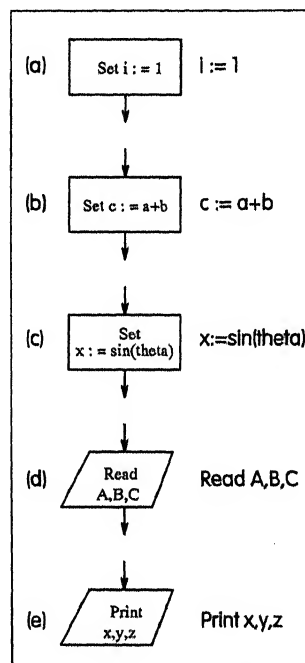 (a) Set i : = 1 i := 1
(b) Set c : = a+b c := a+b
(c) Set
x : = sin(theta) x:=sin(theta)
(d) Read
A,B,C Read A,B,C
(e) Print
x,y,z Print x,y,z